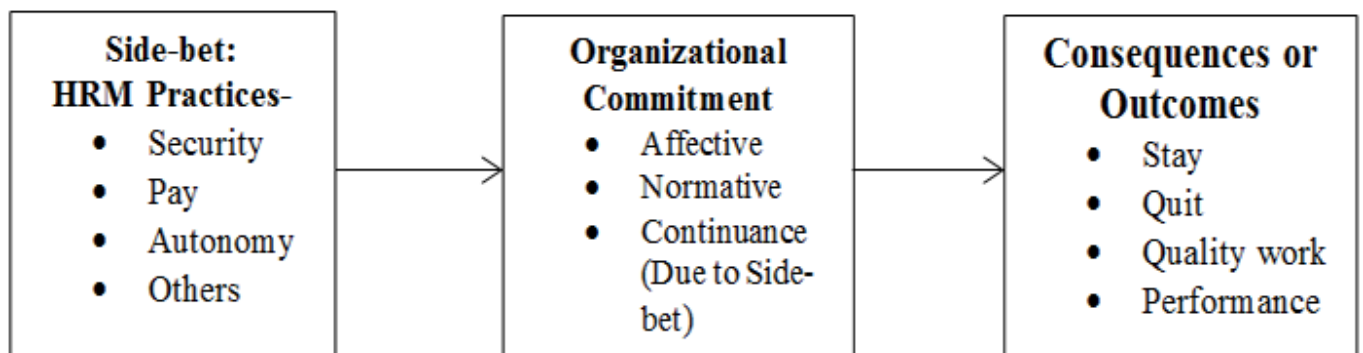 Side-bet:
HRM Practices-
• Security
• Pay
• Autonomy
• Others
Organizational
Commitment
• Affective
• Normative
• Continuance
(Due to Side-
bet)
Consequences or
Outcomes
• Stay
• Quit
• Quality work
• Performance